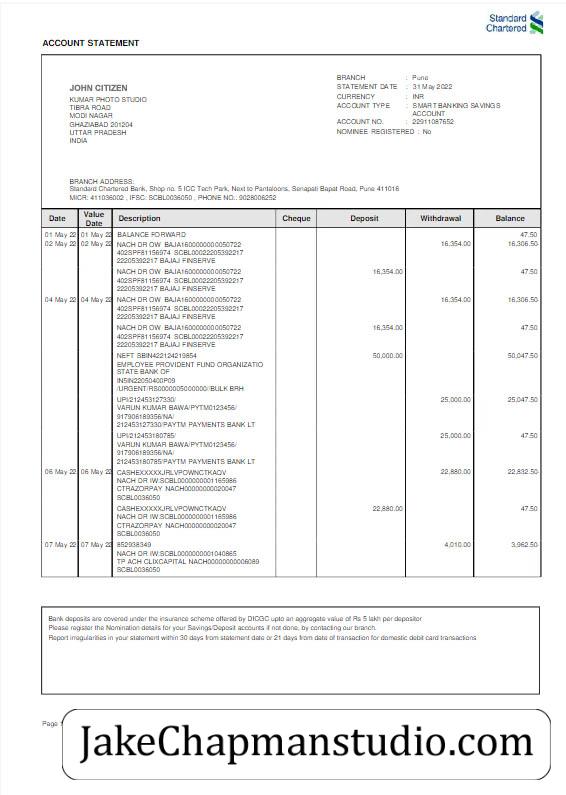 Standard
Chartered
ACCOUNT STATEMENT
JOHN CITIZEN
KUMAR PHOTO STUDIO
TIBRA ROAD
MODI NAGAR
GHAZIABAD 201204
UTTAR PRADESH
INDIA
BRANCH : Pune
STATEMENT DATE : 31 May 2022
CURRENCY : INR
ACCOUNT TYPE : SMART BANKING SAVINGS
ACCOUNT
ACCOUNT NO. : 22911087652
NOMINEE REGISTERED : No
BRANCH ADDRESS:
Standard Chartered Bank, Shop no. 5 ICC Tech Park, Next to Pantaloons, Senapati Bapat Road, Pune 411016
MICR: 411036002 , IFSC: SCBL0036050 , PHONE NO.: 9028006252
Date Value Date Description Cheque Deposit Withdrawal Balance
01 May 22 01 May 22 BALANCE FORWARD 47.50
02 May 22 02 May 22 NACH DR OW BAJA1600000000050722 16,354.00 16,306.50-
402SPF81156974 SCBL00022205392217
22205392217 BAJAJ FINSERVE
NACH DR OW BAJA1600000000050722 16,354.00 47.50
402SPF81156974 SCBL00022205392217
22205392217 BAJAJ FINSERVE
04 May 22 04 May 22 NACH DR OW BAJA1600000000050722 16,354.00 16,306.50-
402SPF81156974 SCBL00022205392217
22205392217 BAJAJ FINSERVE
NACH DR OW BAJA1600000000050722 16,354.00 47.50
402SPF81156974 SCBL00022205392217
22205392217 BAJAJ FINSERVE
NEFT SBIN422124219854 50,000.00 50,047.50
EMPLOYEE PROVIDENT FUND ORGANIZATIO
STATE BANK OF
IN5IN22050400P09
/URGENT/RS0000005000000/BULK BRH
UPI/212453127330/ 25,000.00 25,047.50
VARUN KUMAR BAWA/PYTM0123456/
917906189356/NA/
212453127330/PAYTM PAYMENTS BANK LT
UPI/212453180785/ 25,000.00 47.50
VARUN KUMAR BAWA/PYTM0123456/
917906189356/NA/
212453180785/PAYTM PAYMENTS BANK LT
06 May 22 06 May 22 CASHEXXXXXJRLVPOWNCTKAQV 22,880.00 22,832.50-
NACH DR IW:SCBL0000000001165986
CTRAZORPAY NACH00000000020047
SCBL0036050
CASHEXXXXXJRLVPOWNCTKAQV 22,880.00 47.50
NACH DR IW:SCBL0000000001165986
CTRAZORPAY NACH00000000020047
SCBL0036050
07 May 22 07 May 22 852938349 4,010.00 3,962.50-
NACH DR IW:SCBL0000000001040865
TP ACH CLIXCAPITAL NACH00000000006089
SCBL0036050
Bank deposits are covered under the insurance scheme offered by DICGC upto an aggregate value of Rs 5 lakh per depositor
Please register the Nomination details for your Savings/Deposit accounts if not done, by contacting our branch.
Report irregularities in your statement within 30 days from statement date or 21 days from date of transaction for domestic debit card transactions
Page
JakeChapmanstudio.com